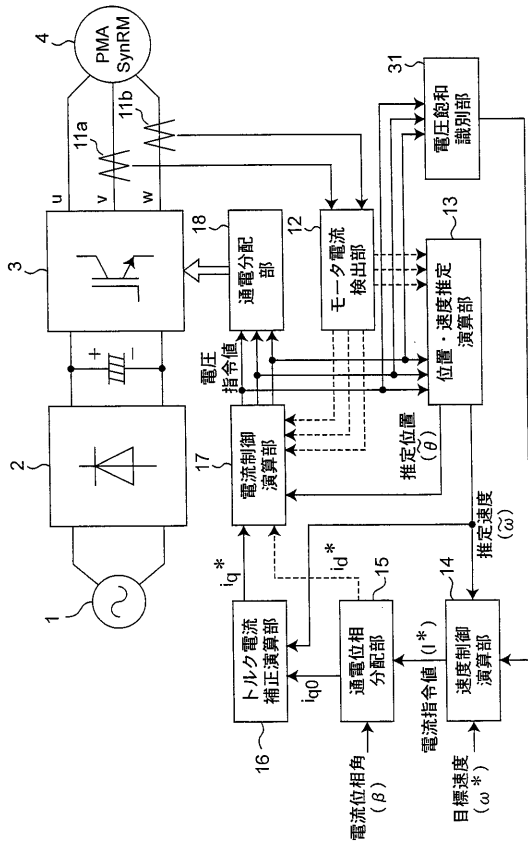 1
2
3
4
PMA
SynRM
+
−
u
v
w
11a
11b
18
通電分配
部
12
モータ電流
検出部
31
電圧飽和
識別部
電圧
指令値
17
電流制御
演算部
13
位置・速度推定
演算部
推定位置
(θ̃)
iq*
id*
16
トルク電流
補正演算部
iq0
15
通電位相
分配部
電流位相角
(β)
電流指令値 (I*)
14
速度制御
演算部
推定速度
(ω̃)
目標速度
(ω*)